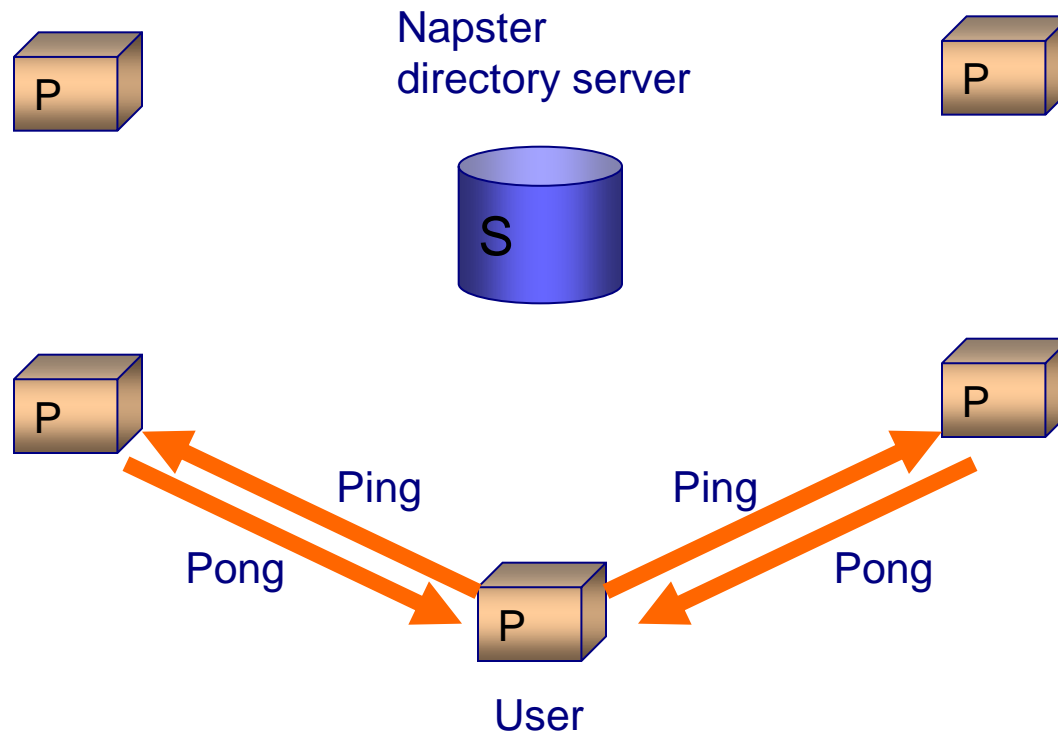 Napster
directory server
P
P
S
P
P
Ping
Ping
Pong
Pong
P
User